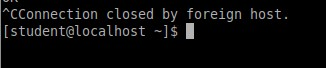 ^CConnection closed by foreign host.
[student@localhost ~]$